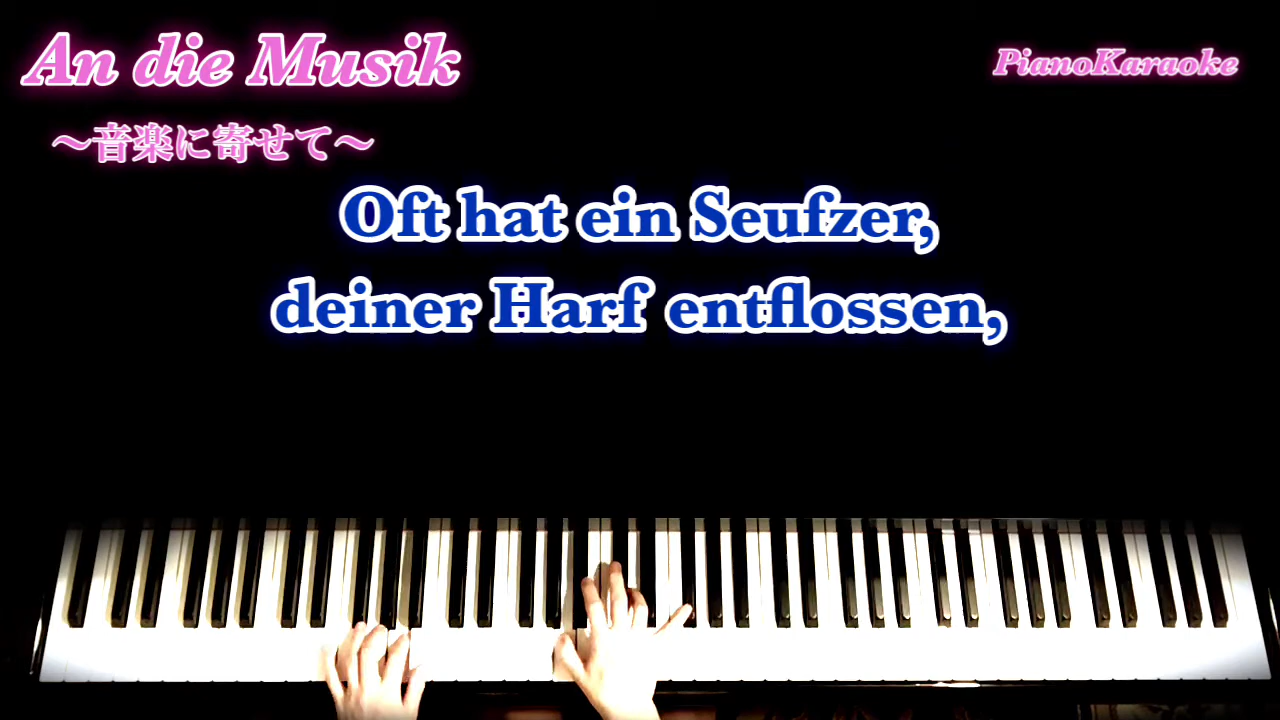 An die Musik
PianoKaraoke
～音楽に寄せて～
Oft hat ein Seufzer,
deiner Harf entflossen,